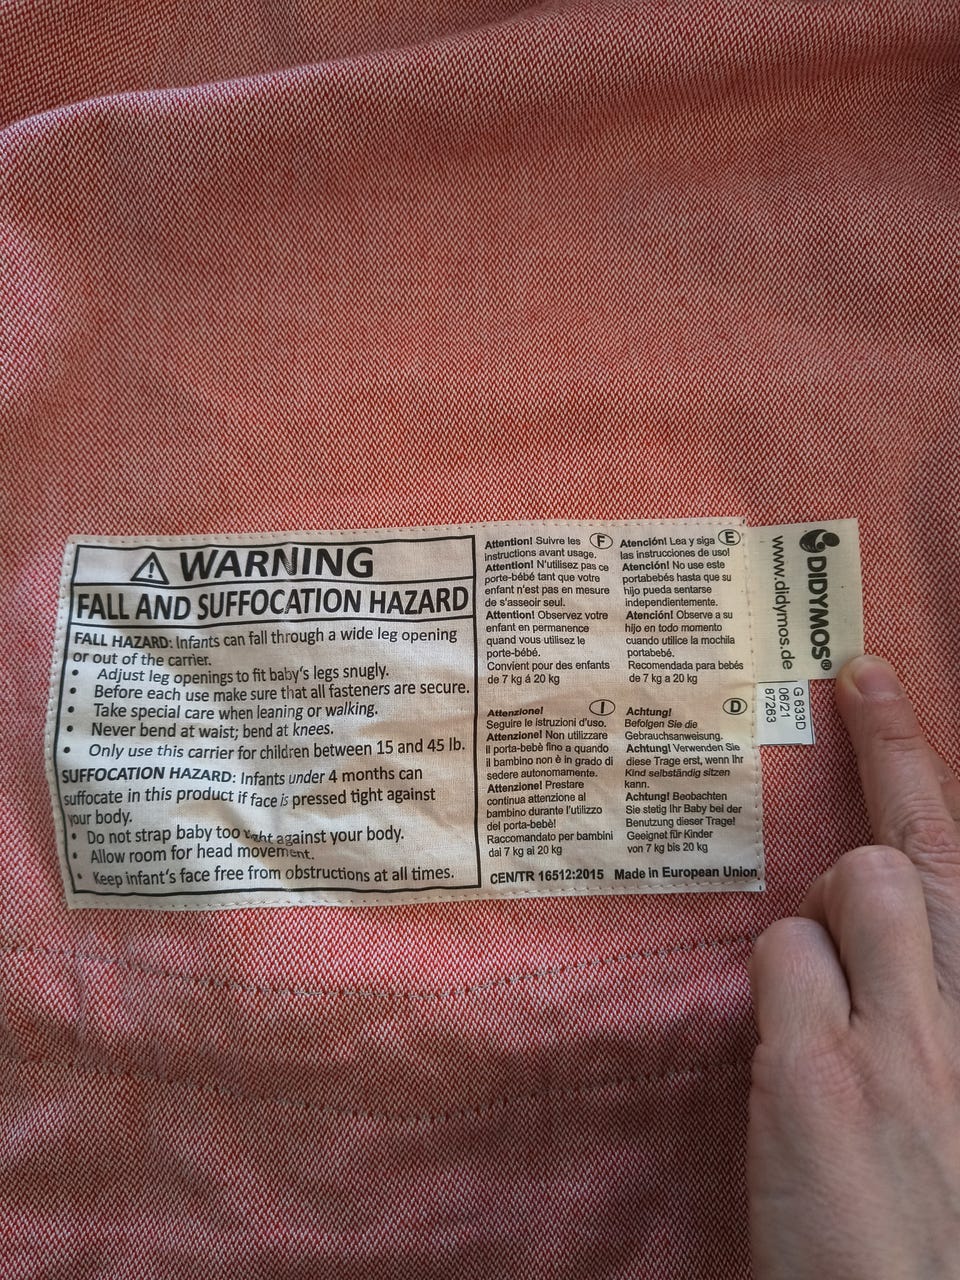 WARNING
FALL AND SUFFOCATION HAZARD
FALL HAZARD: Infants can fall through a wide leg opening
or out of the carrier.
• Adjust leg openings to fit baby's legs snugly.
• Before each use make sure that all fasteners are secure.
• Take special care when leaning or walking.
• Never bend at waist; bend at knees.
• Only use this carrier for children between 15 and 45 lb.
SUFFOCATION HAZARD: Infants under 4 months can
suffocate in this product if face is pressed tight against
your body.
• Do not strap baby too against your body.
• Allow room for head movement.
• Keep infant's face free from obstructions at all times.
Attention! Suivre les F
instructions avant usage.
Attention! N'utilisez pas ce
porte-bébé tant que votre
enfant n'est pas en mesure
de s'asseoir seul.
Attention! Observez votre
enfant en permanence
quand vous utilisez le
porte-bébé.
Convient pour des enfants
de 7 kg á 20 kg
Atención! Lea y siga E
las instrucciones de uso!
Atención! No use este
portabebés hasta que su
hijo pueda sentarse
independientemente.
Atención! Observe a su
hijo en todo momento
cuando utilice la mochila
portabebé.
Recomendada para bebés
de 7 kg a 20 kg
Attenzione! I
Seguire le istruzioni d'uso.
Attenzione! Non utilizzare
il porta-bebè fino a quando
il bambino non è in grado di
sedere autonomamente.
Attenzione! Prestare
continua attenzione al
bambino durante l'utilizzo
del porta-bebè!
Raccomandato per bambini
dai 7 kg ai 20 kg
Achtung! D
Befolgen Sie die
Gebrauchsanweisung.
Achtung! Verwenden Sie
diese Trage erst, wenn Ihr
Kind selbständig sitzen
kann.
Achtung! Beobachten
Sie stetig Ihr Baby bei der
Benutzung dieser Trage!
Geeignet für Kinder
von 7 kg bis 20 kg
CEN/TR 16512:2015 Made in European Union
DIDYMOS®
www.didymos.de
G 633D
06/21
87263